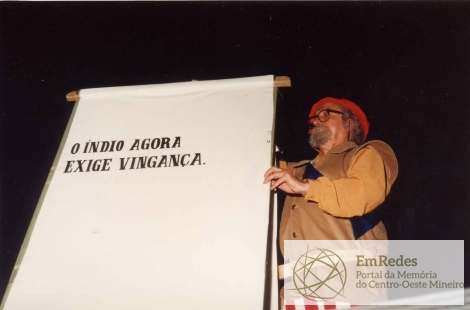 O ÍNDIO AGORA
EXIGE VINGANÇA.
EmRedes
Portal da Memória
do Centro-Oeste Mineiro